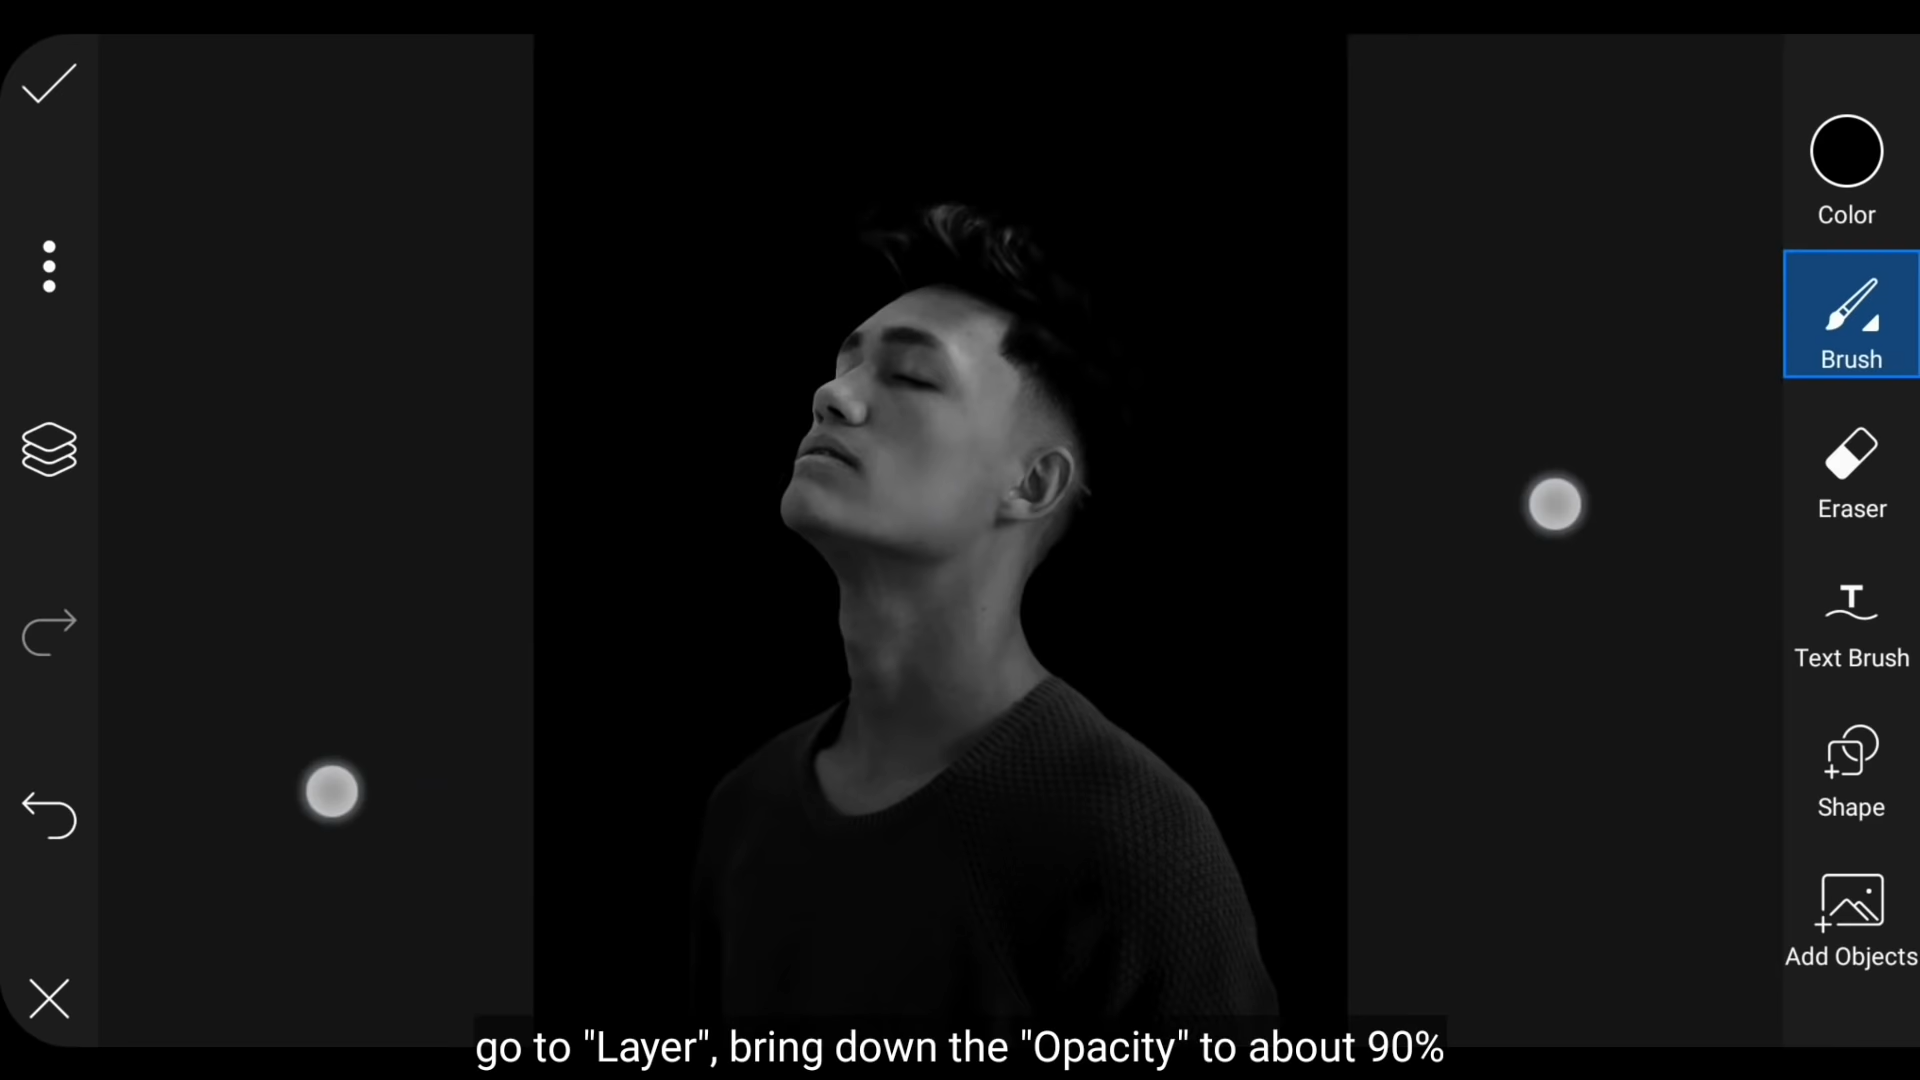 Color
Brush
Eraser
T
Text Brush
Shape
Add Objects
go to "Layer", bring down the "Opacity" to about 90%